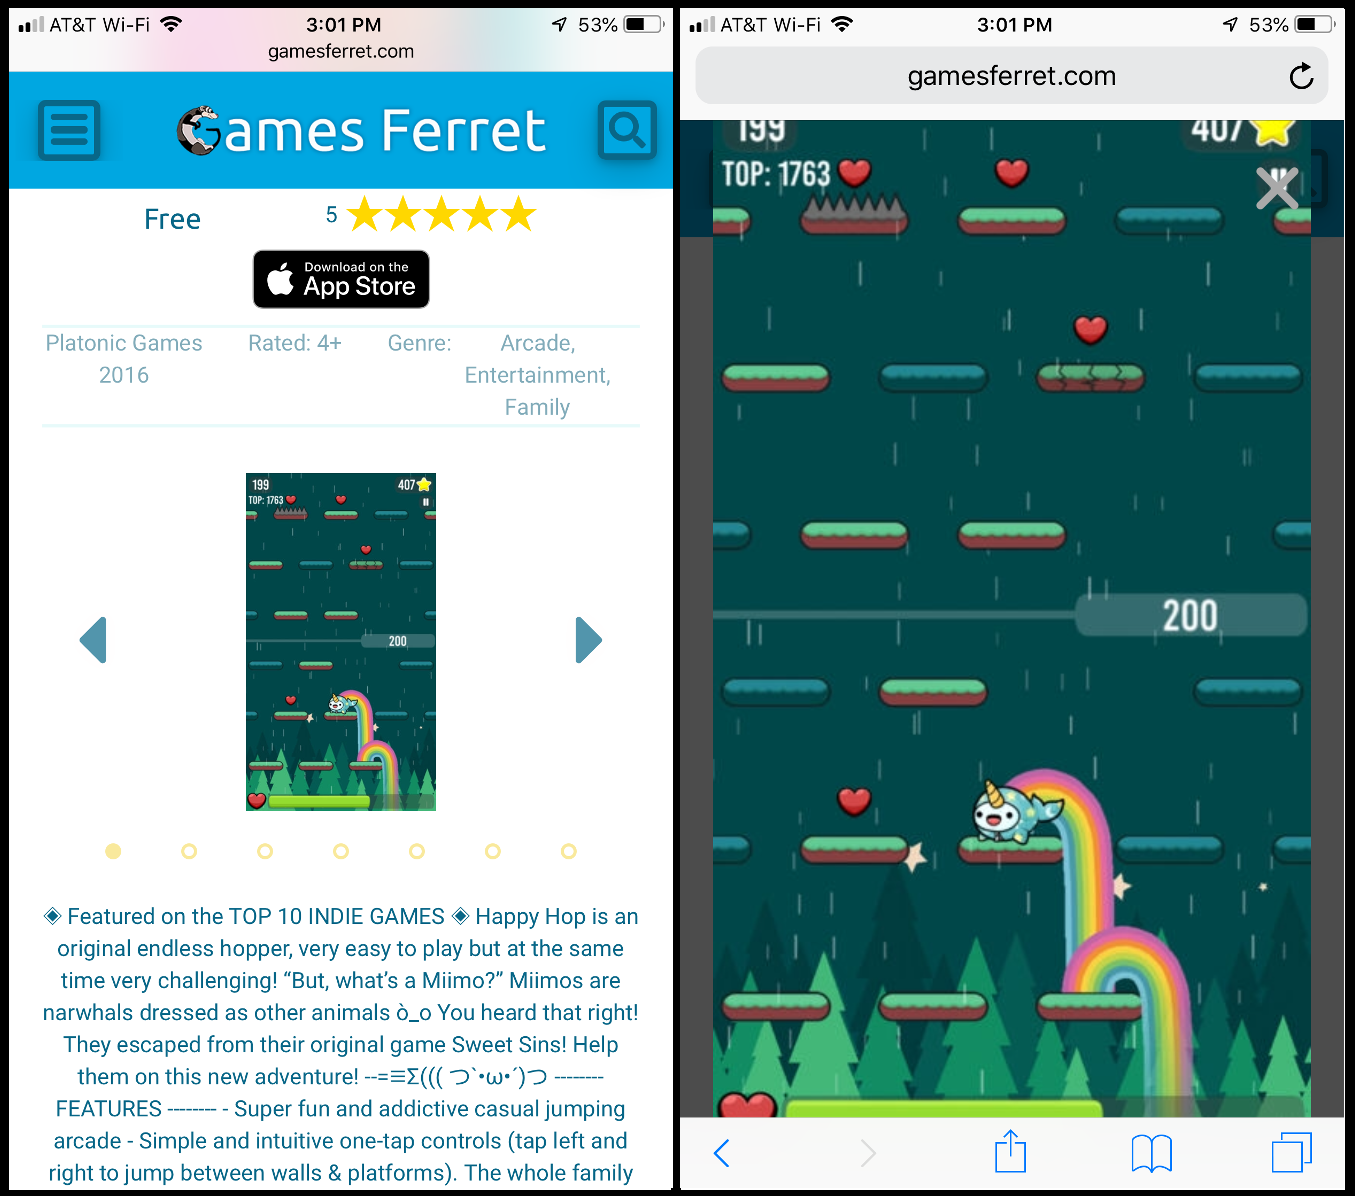 AT&T Wi-Fi 3:01 PM 53%
gamesferret.com
Games Ferret
Free 5
Download on the
App Store
Platonic Games Rated: 4+ Genre: Arcade,
2016 Entertainment,
Family
199 407
TOP: 1763
200
◈ Featured on the TOP 10 INDIE GAMES ◈ Happy Hop is an
original endless hopper, very easy to play but at the same
time very challenging! “But, what’s a Miimo?” Miimos are
narwhals dressed as other animals ò_o You heard that right!
They escaped from their original game Sweet Sins! Help
them on this new adventure! --=≡Σ((( つ`•ω•´)つ --------
FEATURES -------- - Super fun and addictive casual jumping
arcade - Simple and intuitive one-tap controls (tap left and
right to jump between walls & platforms). The whole family
AT&T Wi-Fi 3:01 PM 53%
gamesferret.com
199 407
TOP: 1763
200